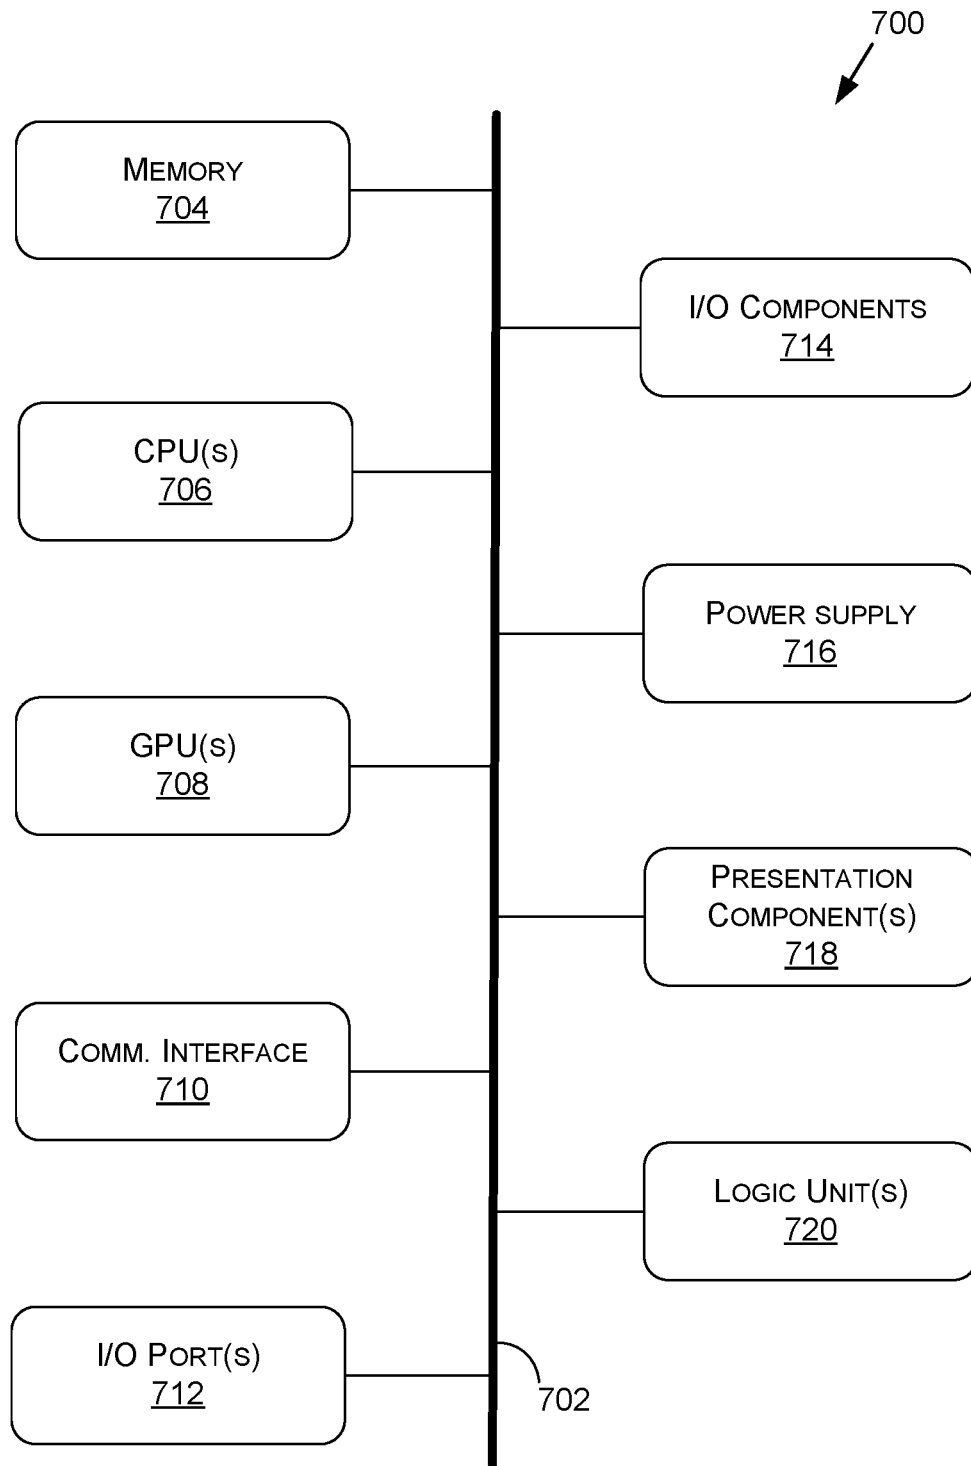 700
MEMORY
704
I/O COMPONENTS
714
CPU(S)
706
POWER SUPPLY
716
GPU(S)
708
PRESENTATION
COMPONENT(S)
718
COMM. INTERFACE
710
LOGIC UNIT(S)
720
I/O PORT(S)
712
702